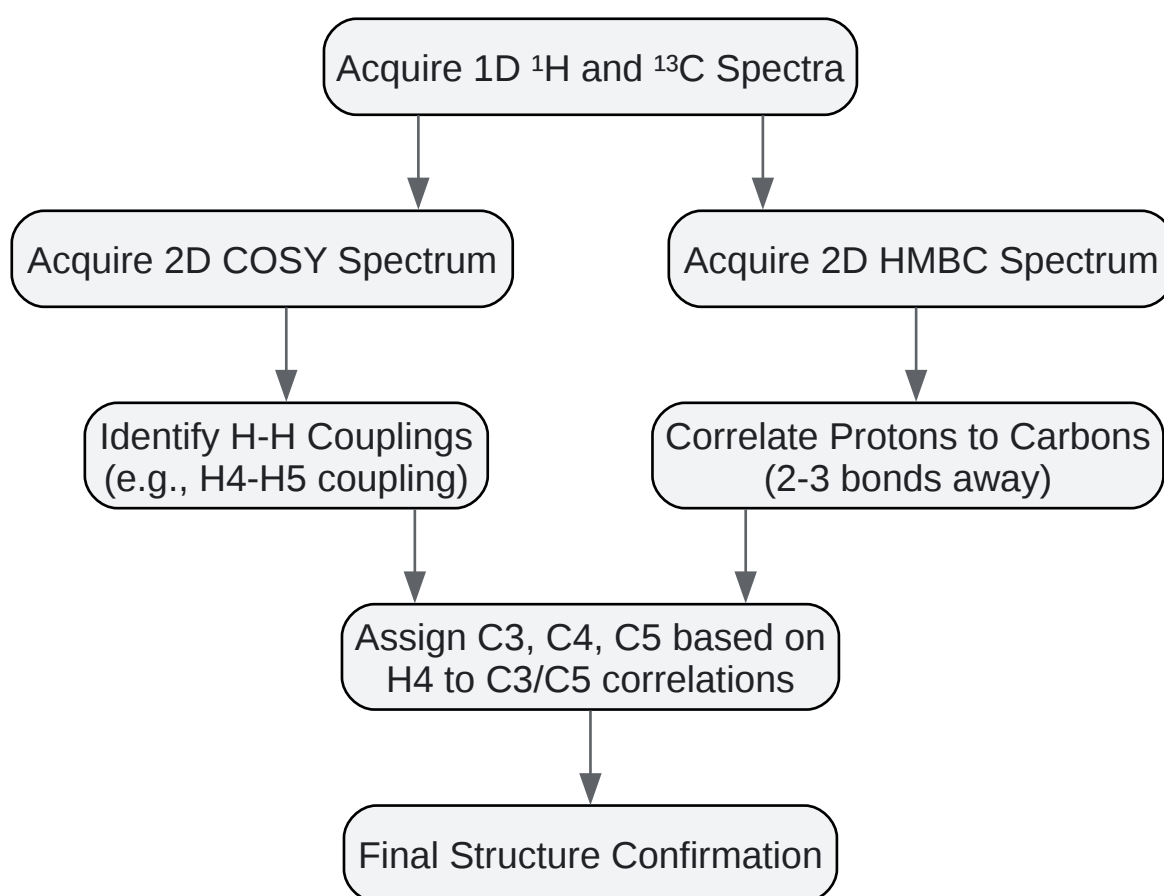 Acquire 1D ¹H and ¹³C Spectra
Acquire 2D COSY Spectrum
Acquire 2D HMBC Spectrum
Identify H-H Couplings
(e.g., H4-H5 coupling)
Correlate Protons to Carbons
(2-3 bonds away)
Assign C3, C4, C5 based on
H4 to C3/C5 correlations
Final Structure Confirmation